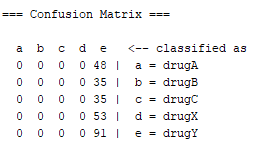 === Confusion Matrix ===
a b c d e <-- classified as
0 0 0 0 48 | a = drugA
0 0 0 0 35 | b = drugB
0 0 0 0 35 | c = drugC
0 0 0 0 53 | d = drugX
0 0 0 0 91 | e = drugY